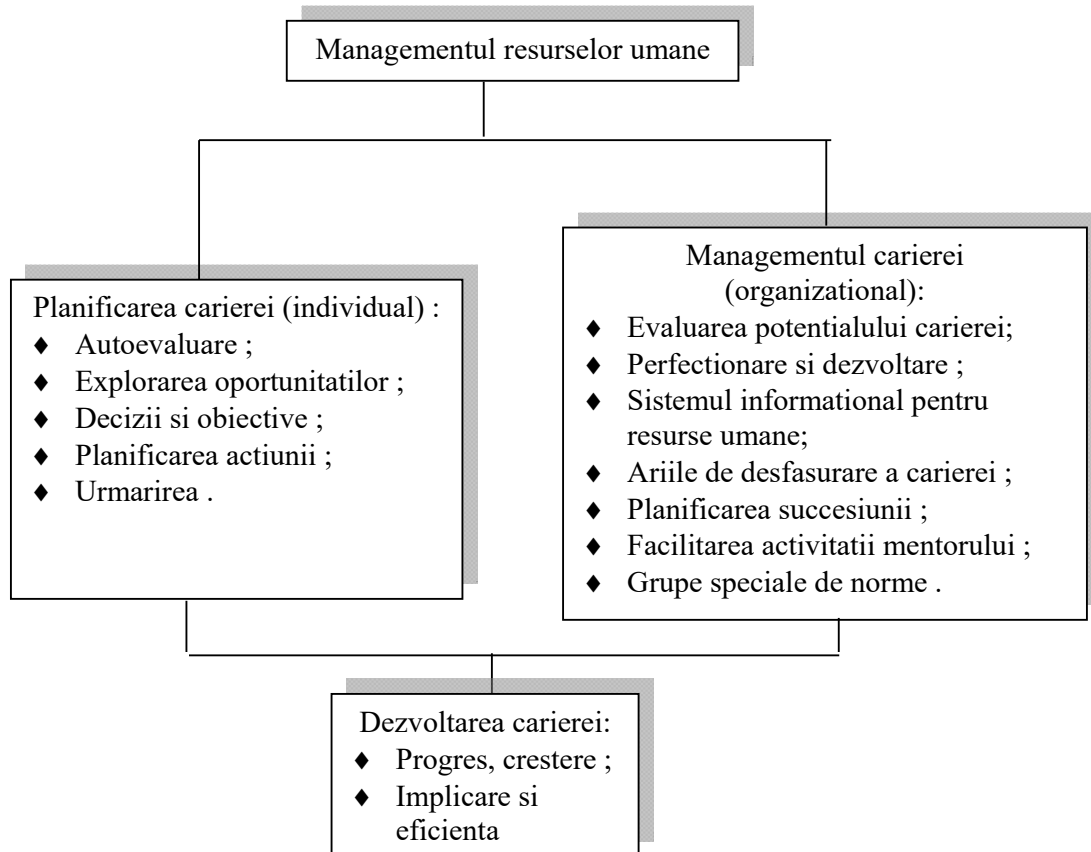 Managementul resurselor umane
Planificarea carierei (individual) :
♦ Autoevaluare ;
♦ Explorarea oportunitatilor ;
♦ Decizii si obiective ;
♦ Planificarea actiunii ;
♦ Urmarirea .
Managementul carierei
(organizational):
♦ Evaluarea potentialului carierei;
♦ Perfectionare si dezvoltare ;
♦ Sistemul informational pentru
resurse umane;
♦ Ariile de desfasurare a carierei ;
♦ Planificarea succesiunii ;
♦ Facilitarea activitatii mentorului ;
♦ Grupe speciale de norme .
Dezvoltarea carierei:
♦ Progres, crestere ;
♦ Implicare si
eficienta